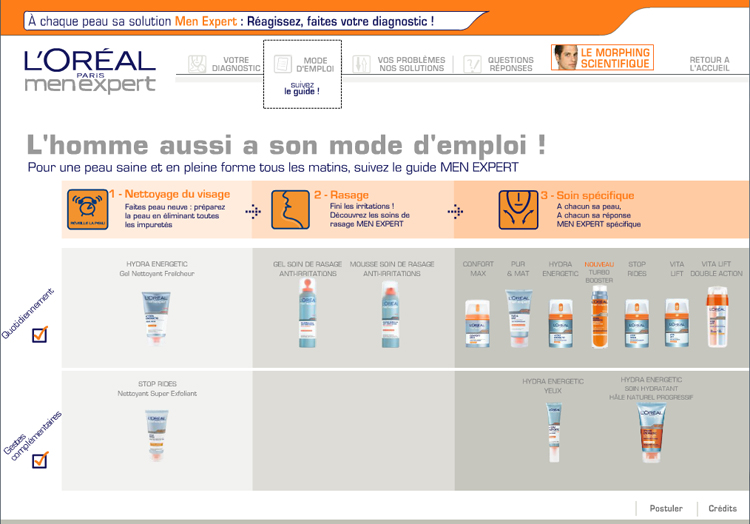 À chaque peau sa solution Men Expert : Réagissez, faites votre diagnostic !
L'ORÉAL
PARIS
men expert
VOTRE
DIAGNOSTIC
MODE
D'EMPLOI
suivez
le guide !
VOS PROBLÈMES
NOS SOLUTIONS
QUESTIONS
RÉPONSES
LE MORPHING
SCIENTIFIQUE
RETOUR A
L'ACCUEIL
L'homme aussi a son mode d'emploi !
Pour une peau saine et en pleine forme tous les matins, suivez le guide MEN EXPERT
RÉVEILLE LA PEAU
1 - Nettoyage du visage
Faites peau neuve : préparez
la peau en éliminant toutes
les impuretés
2 - Rasage
Fini les irritations !
Découvrez les soins de
rasage MEN EXPERT
3 - Soin spécifique
A chacun sa peau,
A chacun sa réponse
MEN EXPERT spécifique
Quotidiennement
HYDRA ENERGETIC
Gel Nettoyant Fraîcheur
GEL SOIN DE RASAGE
ANTI-IRRITATIONS
MOUSSE SOIN DE RASAGE
ANTI-IRRITATIONS
CONFORT
MAX
PUR
& MAT
HYDRA
ENERGETIC
NOUVEAU
TURBO
BOOSTER
STOP
RIDES
VITA
LIFT
VITA LIFT
DOUBLE ACTION
Gestes
complémentaires
STOP RIDES
Nettoyant Super Exfoliant
HYDRA ENERGETIC
YEUX
HYDRA ENERGETIC
SOIN HYDRATANT
HÂLE NATUREL PROGRESSIF
Postuler
Crédits